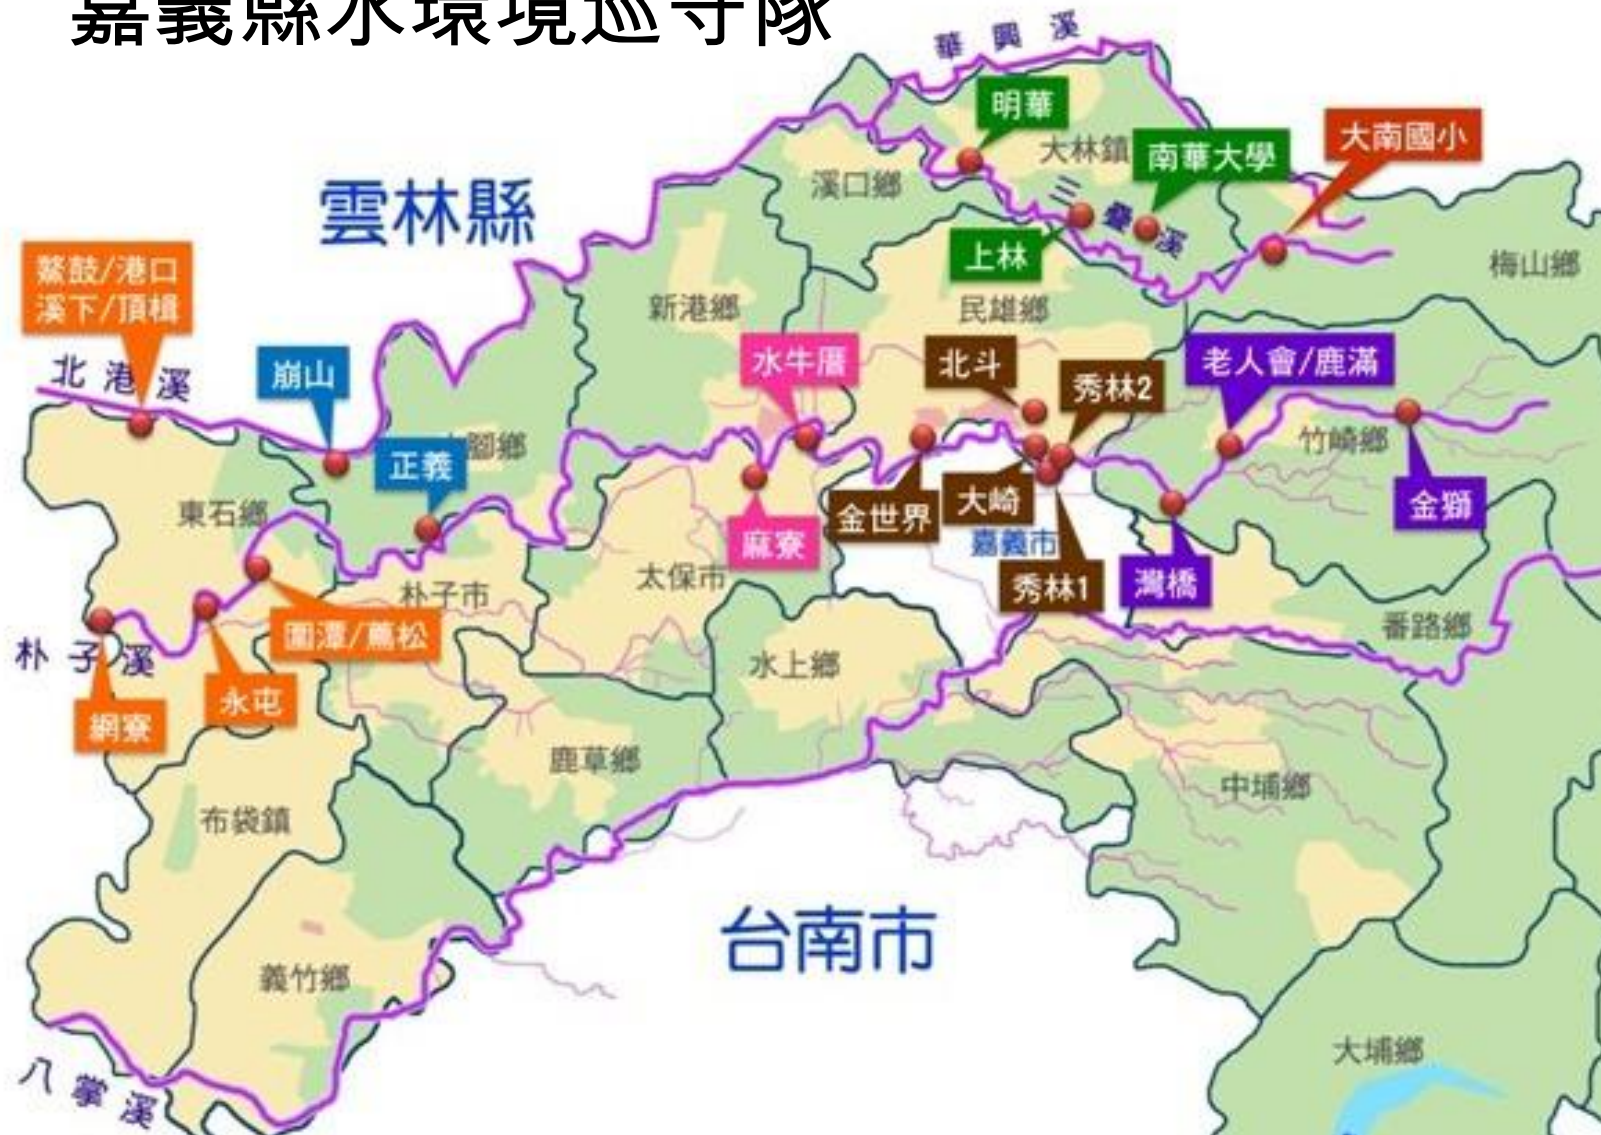 嘉義縣水環境巡守隊
華興溪
明華
大林鎮
南華大學
大南國小
溪口鄉
三疊溪
雲林縣
上林
梅山鄉
鰲鼓/港口
溪下/頂楫
新港鄉
民雄鄉
北港溪
崩山
水牛厝
北斗
秀林2
老人會/鹿滿
腳鄉
正義
竹崎鄉
東石鄉
金世界
大崎
金獅
麻寮
嘉義市
太保市
朴子市
秀林1
灣橋
番路鄉
圍潭/蔦松
朴子溪
水上鄉
永屯
網寮
鹿草鄉
中埔鄉
布袋鎮
台南市
義竹鄉
大埔鄉
八掌溪